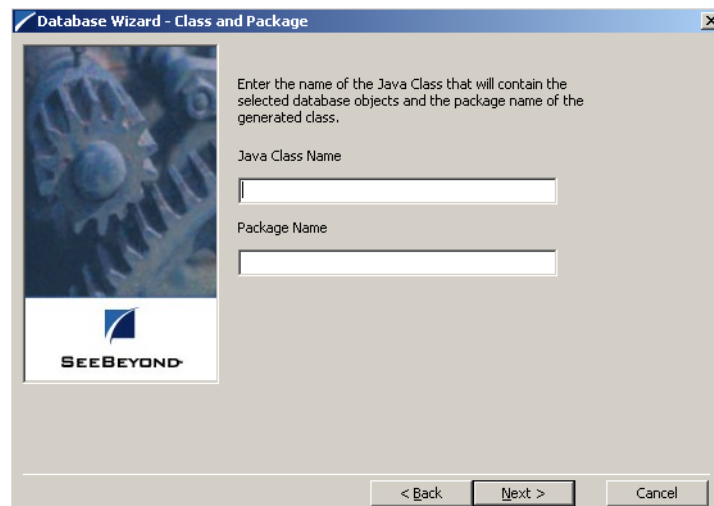 Database Wizard - Class and Package
Enter the name of the Java Class that will contain the
selected database objects and the package name of the
generated class.
Java Class Name
Package Name
SEEBEYOND
< Back
Next >
Cancel